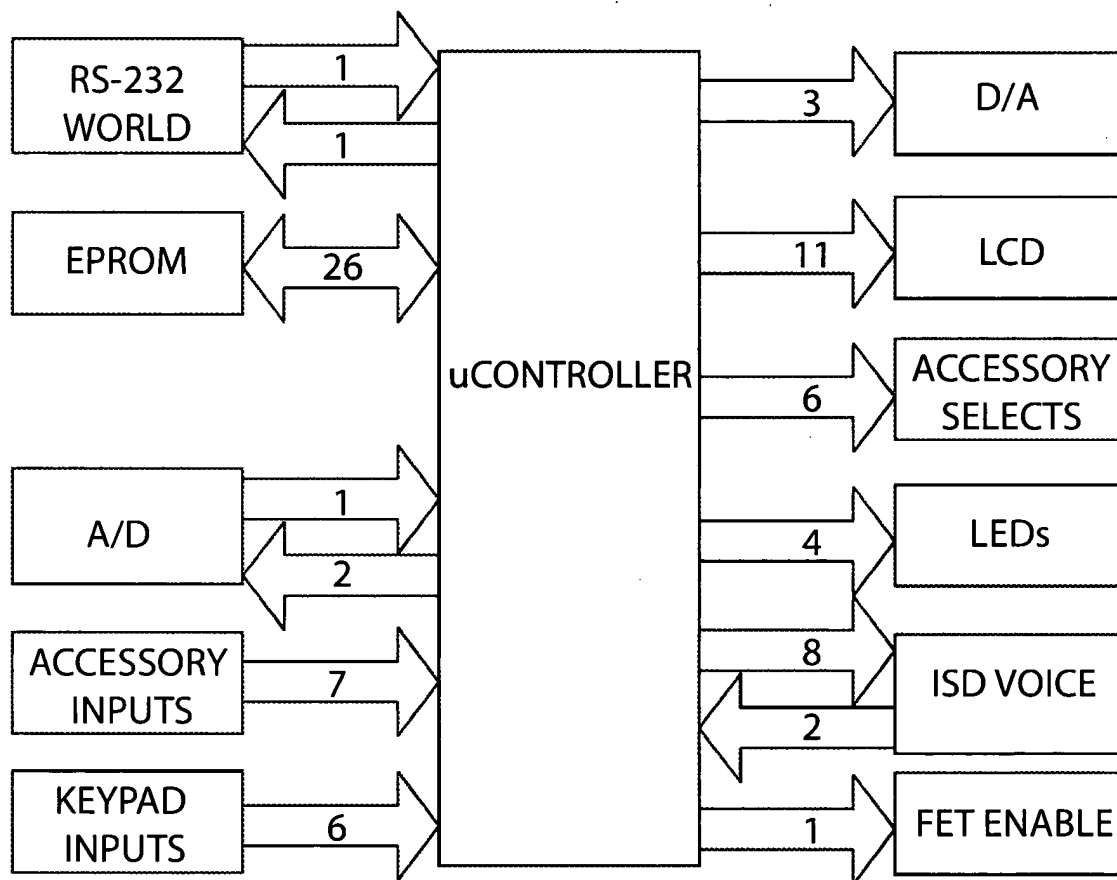 RS-232
WORLD
1
1
EPROM
26
A/D
1
2
ACCESSORY
INPUTS
7
KEYPAD
INPUTS
6
uCONTROLLER
3
D/A
11
LCD
6
ACCESSORY
SELECTS
4
LEDs
8
2
ISD VOICE
1
FET ENABLE